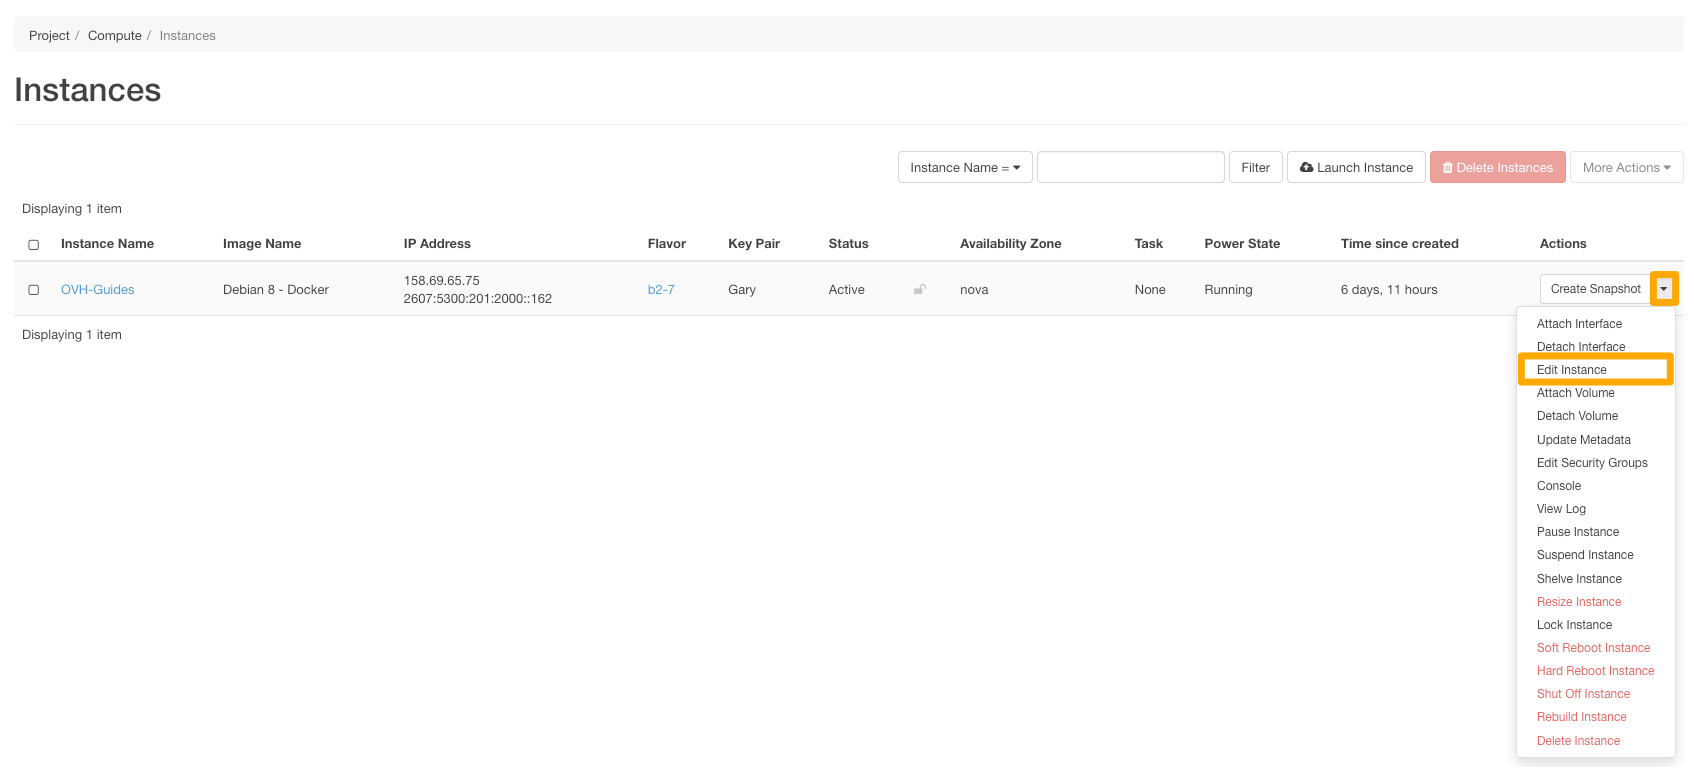 Project / Compute / Instances
Instances
Instance Name = Filter Launch Instance Delete Instances More Actions
Displaying 1 item
Instance Name Image Name IP Address Flavor Key Pair Status Availability Zone Task Power State Time since created Actions
OVH-Guides Debian 8 - Docker 158.69.65.75 b2-7 Gary Active nova None Running 6 days, 11 hours Create Snapshot
2607:5300:201:2000::162
Displaying 1 item
Attach Interface
Detach Interface
Edit Instance
Attach Volume
Detach Volume
Update Metadata
Edit Security Groups
Console
View Log
Pause Instance
Suspend Instance
Shelve Instance
Resize Instance
Lock Instance
Soft Reboot Instance
Hard Reboot Instance
Shut Off Instance
Rebuild Instance
Delete Instance